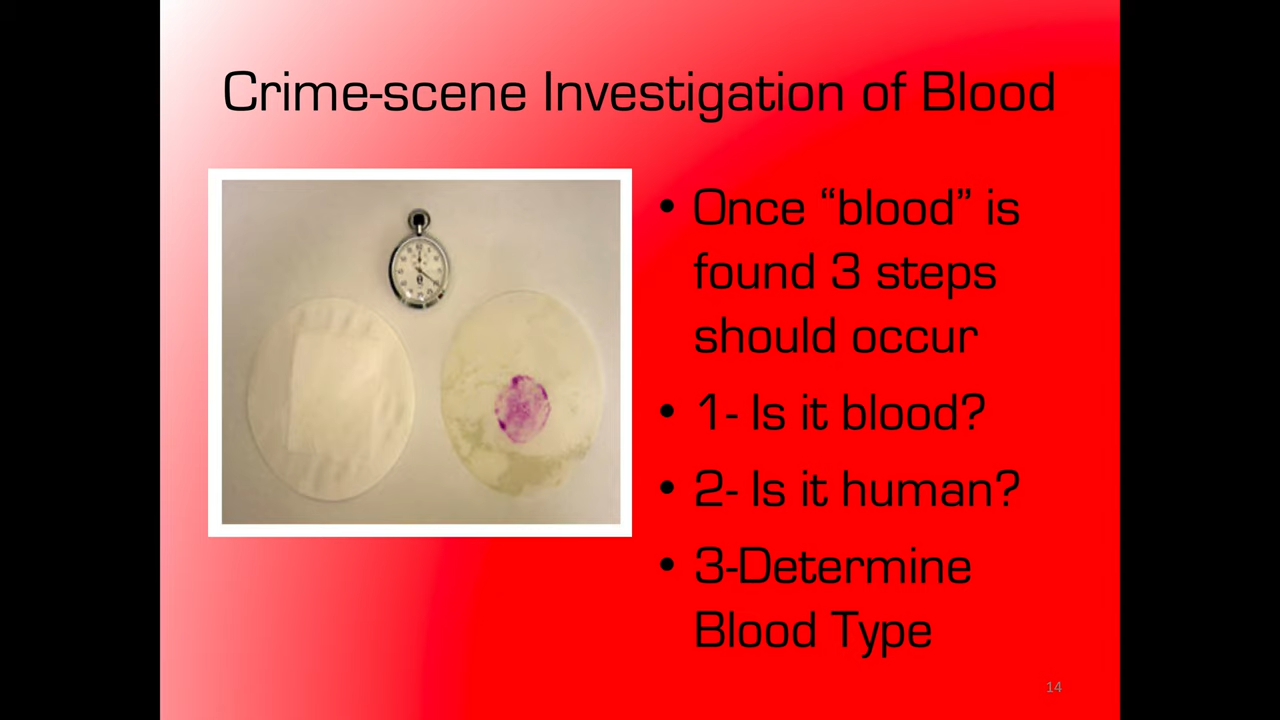 Crime-scene Investigation of Blood
• Once “blood” is
found 3 steps
should occur
• 1- Is it blood?
• 2- Is it human?
• 3-Determine
Blood Type
14